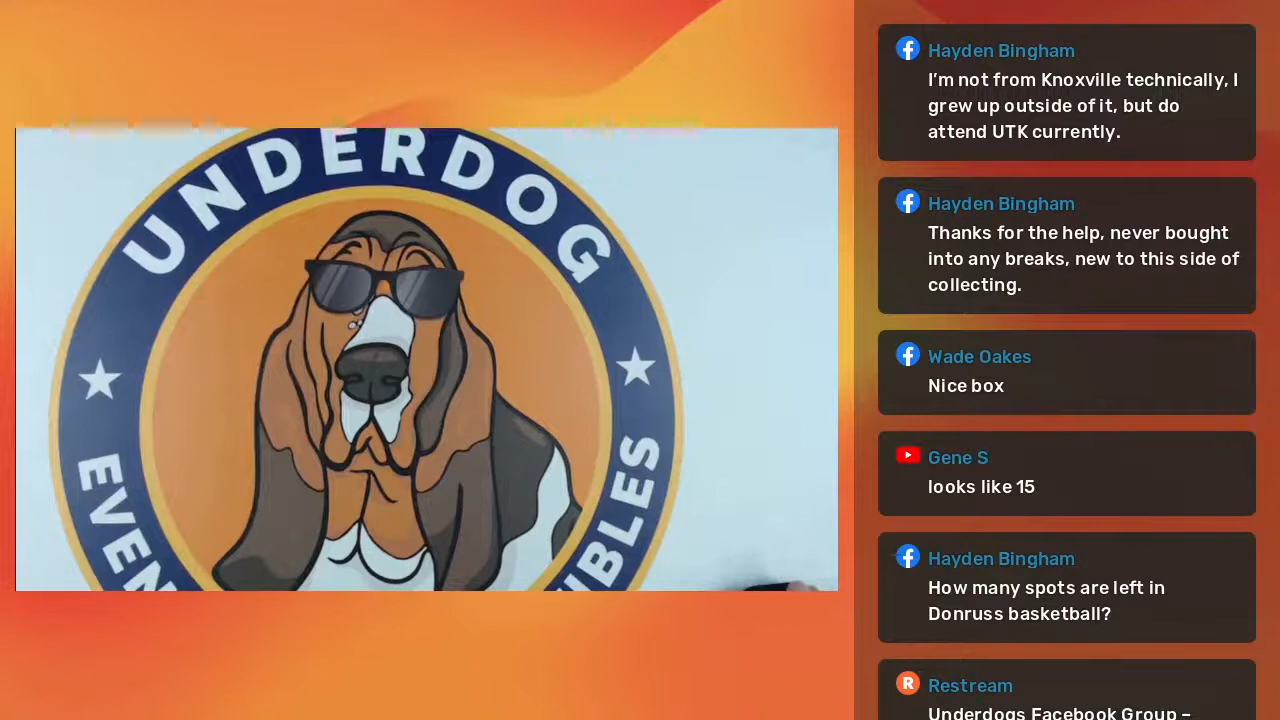 UNDERDOG
EVEN
IBLES
Hayden Bingham
I'm not from Knoxville technically, I
grew up outside of it, but do
attend UTK currently.
Hayden Bingham
Thanks for the help, never bought
into any breaks, new to this side of
collecting.
Wade Oakes
Nice box
Gene S
looks like 15
Hayden Bingham
How many spots are left in
Donruss basketball?
R Restream
Underdogs Facebook Group –